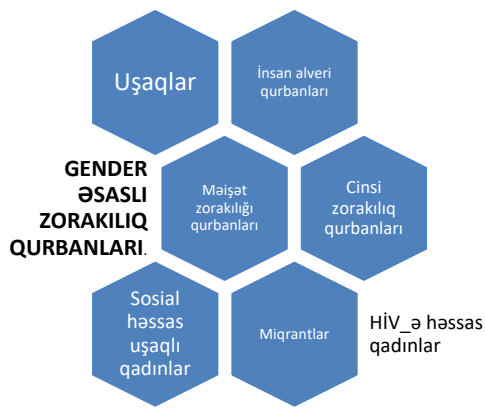 Uşaqlar
İnsan alveri
qurbanları
GENDER
ƏSASLI
ZORAKILIQ
QURBANLARI.
Məişət
zorakılığı
qurbanları
Cinsi
zorakılıq
qurbanları
Sosial
həssas
uşaqlı
qadınlar
Miqrantlar
HİV_ə həssas
qadınlar